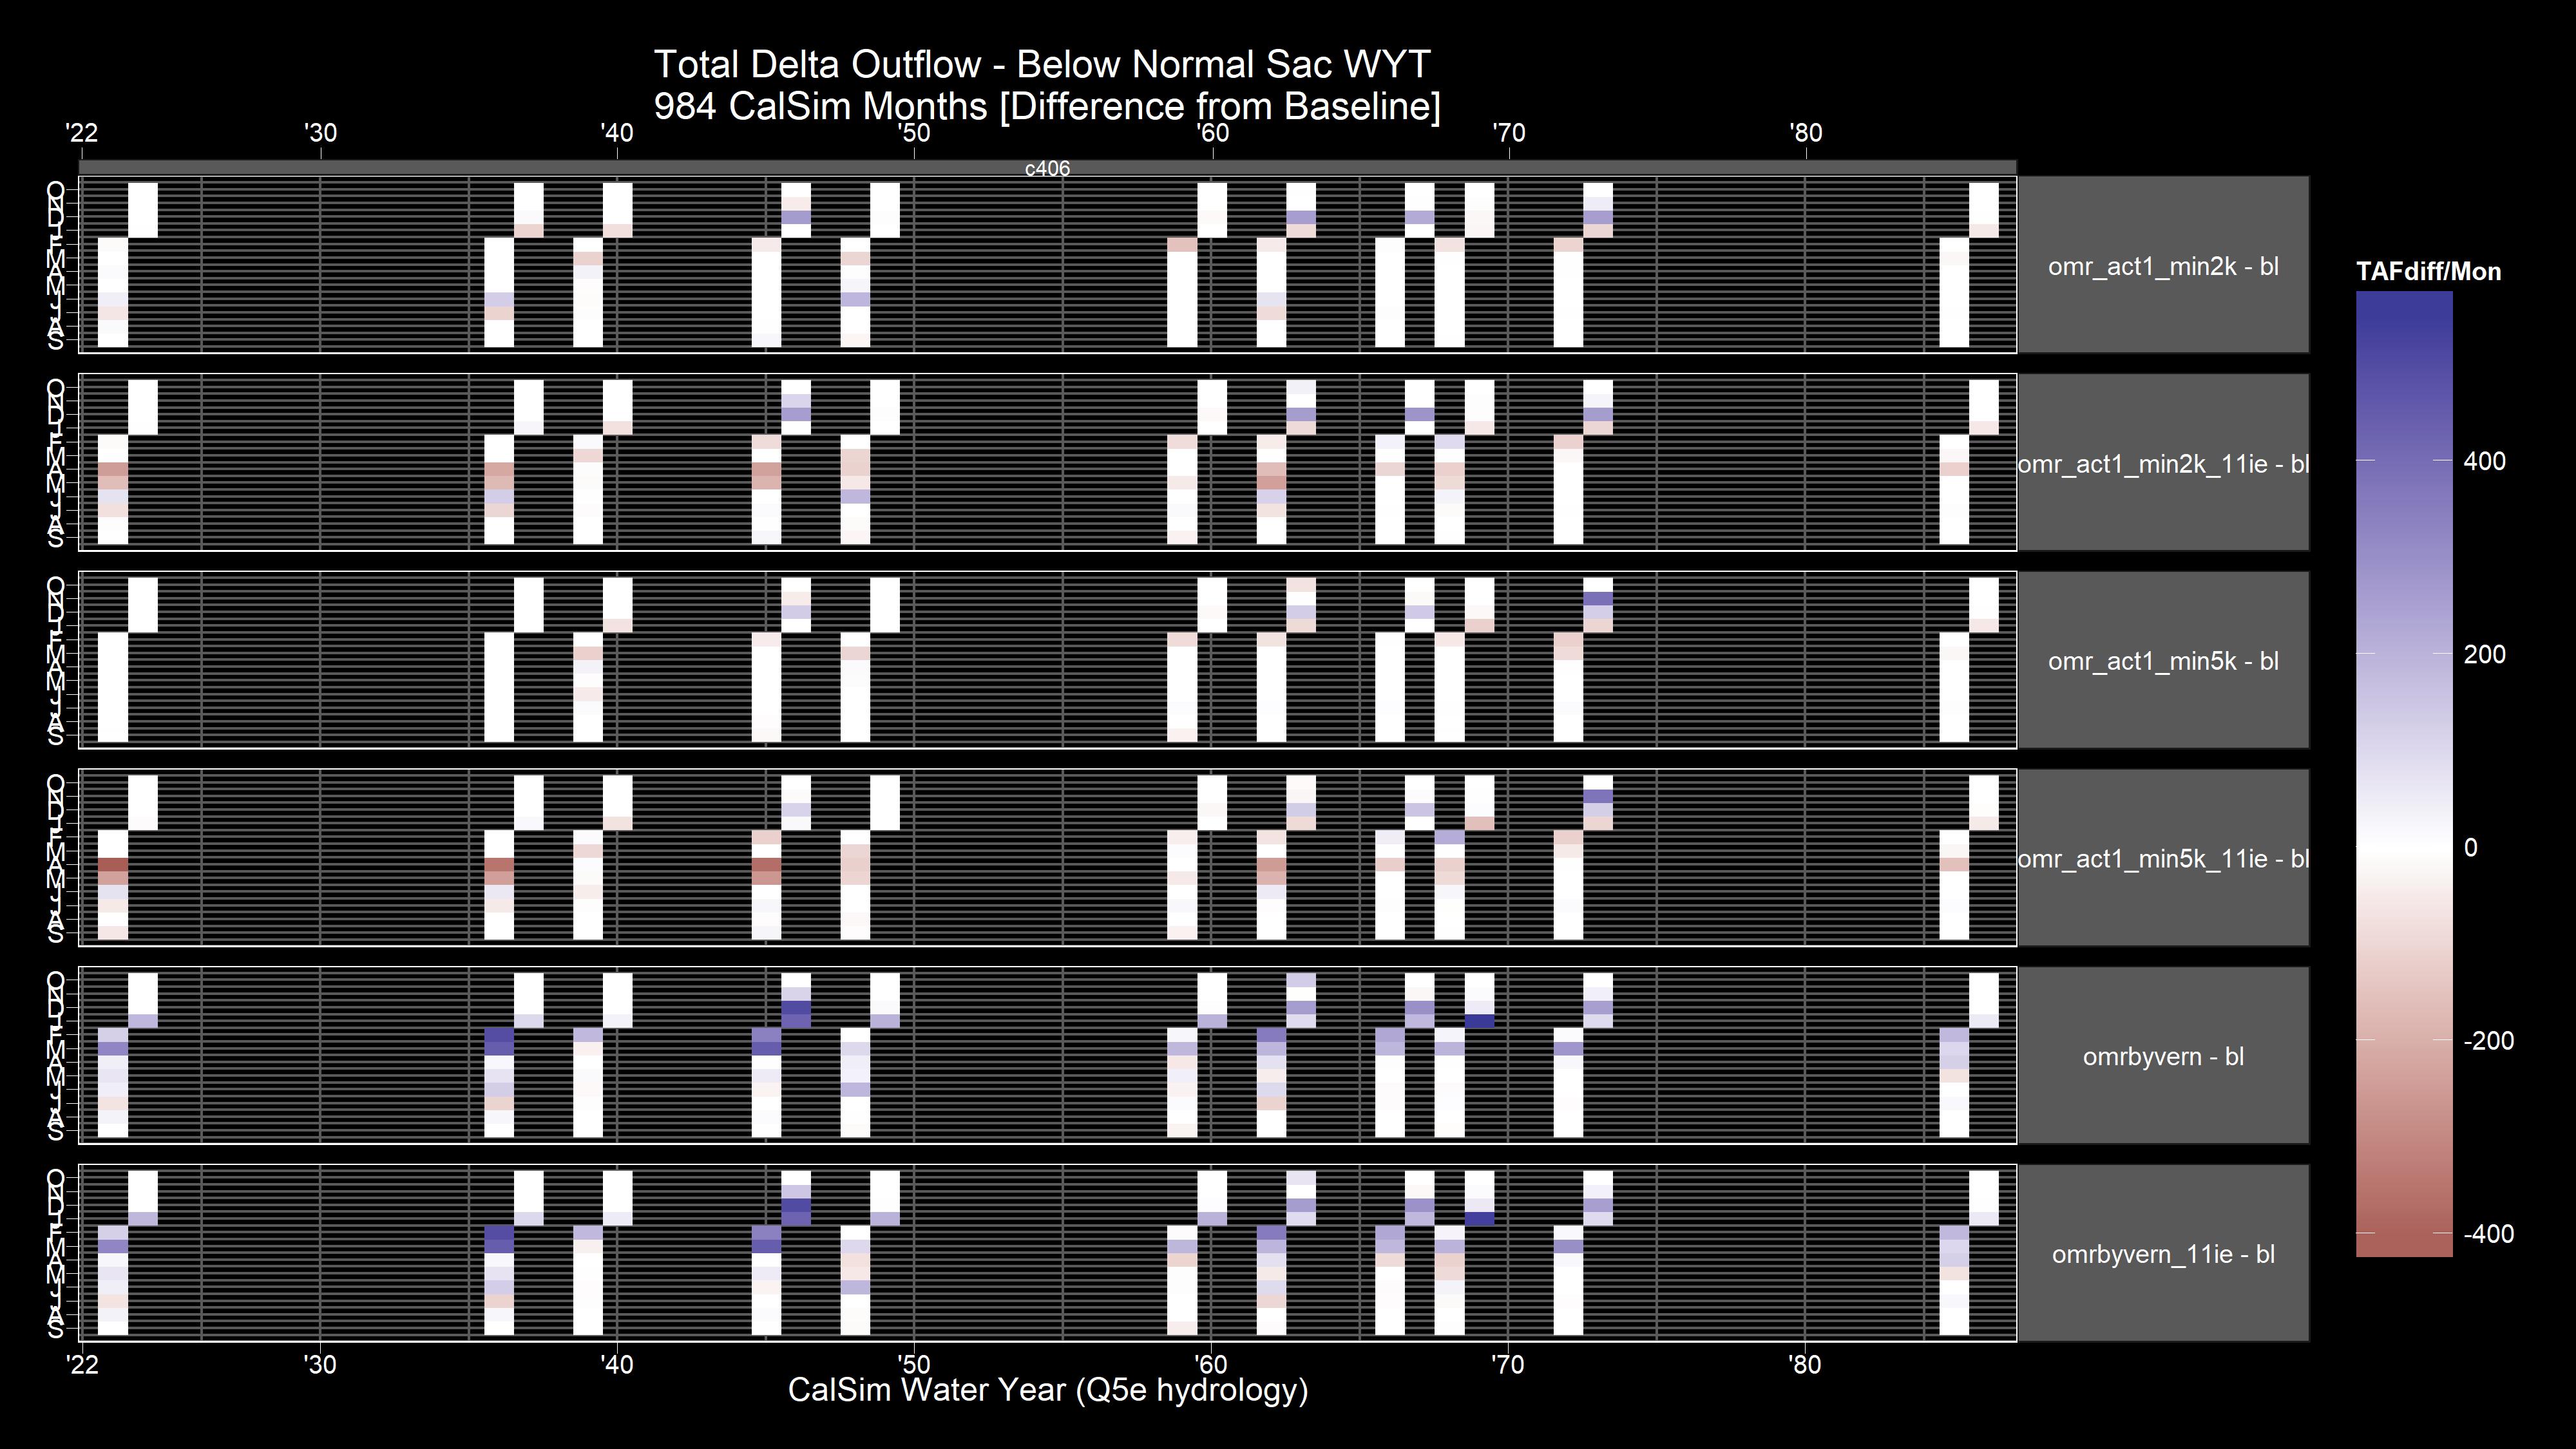 Total Delta Outflow - Below Normal Sac WYT
984 CalSim Months [Difference from Baseline]
'22 '30 '40 '50 '60 '70 '80
c406
O
N
D
J
F
M
A
M
J
J
A
S
omr_act1_min2k - bl
O
N
D
J
F
M
A
M
J
J
A
S
omr_act1_min2k_11ie - bl
O
N
D
J
F
M
A
M
J
J
A
S
omr_act1_min5k - bl
O
N
D
J
F
M
A
M
J
J
A
S
omr_act1_min5k_11ie - bl
O
N
D
J
F
M
A
M
J
J
A
S
omrbyvern - bl
O
N
D
J
F
M
A
M
J
J
A
S
omrbyvern_11ie - bl
'22 '30 '40 '50 '60 '70 '80
CalSim Water Year (Q5e hydrology)
TAFdiff/Mon
400
200
0
-200
-400